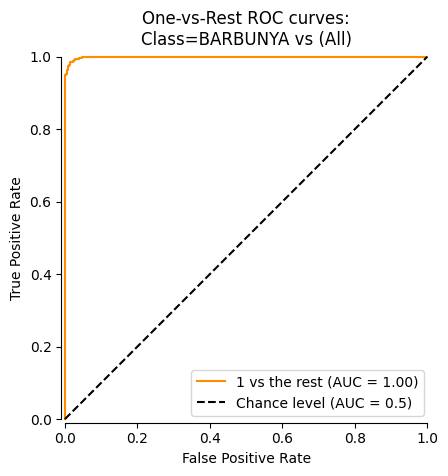 One-vs-Rest ROC curves:
Class=BARBUNYA vs (All)
1.0
0.8
0.6
0.4
0.2
0.0
True Positive Rate
1 vs the rest (AUC = 1.00)
Chance level (AUC = 0.5)
0.0 0.2 0.4 0.6 0.8 1.0
False Positive Rate